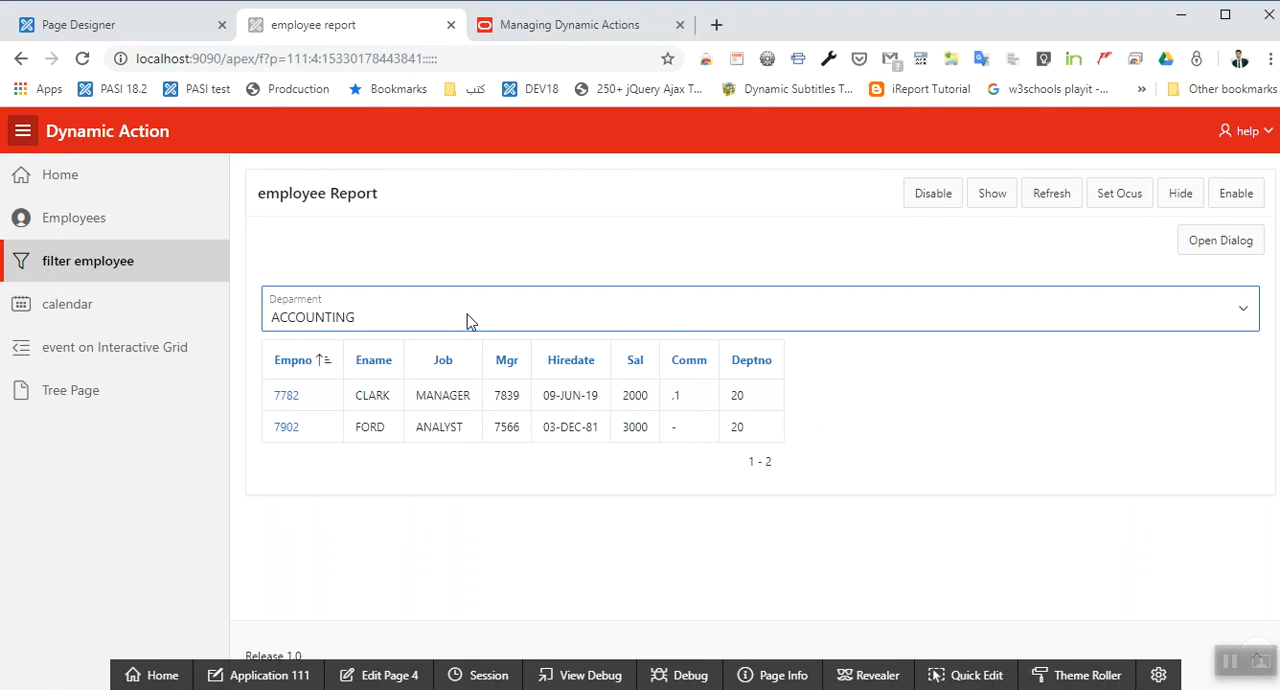 Page Designer
employee report
Managing Dynamic Actions
localhost:9090/apex/f?p=111:4:15330178443841:::::
Apps PASI 18.2 PASI test Production Bookmarks كتب DEV18 250+ jQuery Ajax T... Dynamic Subtitles T... iReport Tutorial w3schools playit -... » Other bookmarks
Dynamic Action
help
Home
Employees
filter employee
calendar
event on Interactive Grid
Tree Page
employee Report
Disable Show Refresh Set Ocus Hide Enable
Open Dialog
Deparment
ACCOUNTING
Empno Ename Job Mgr Hiredate Sal Comm Deptno
7782 CLARK MANAGER 7839 09-JUN-19 2000 .1 20
7902 FORD ANALYST 7566 03-DEC-81 3000 - 20
1 - 2
Release 1.0
Home Application 111 Edit Page 4 Session View Debug Debug Page Info Revealer Quick Edit Theme Roller